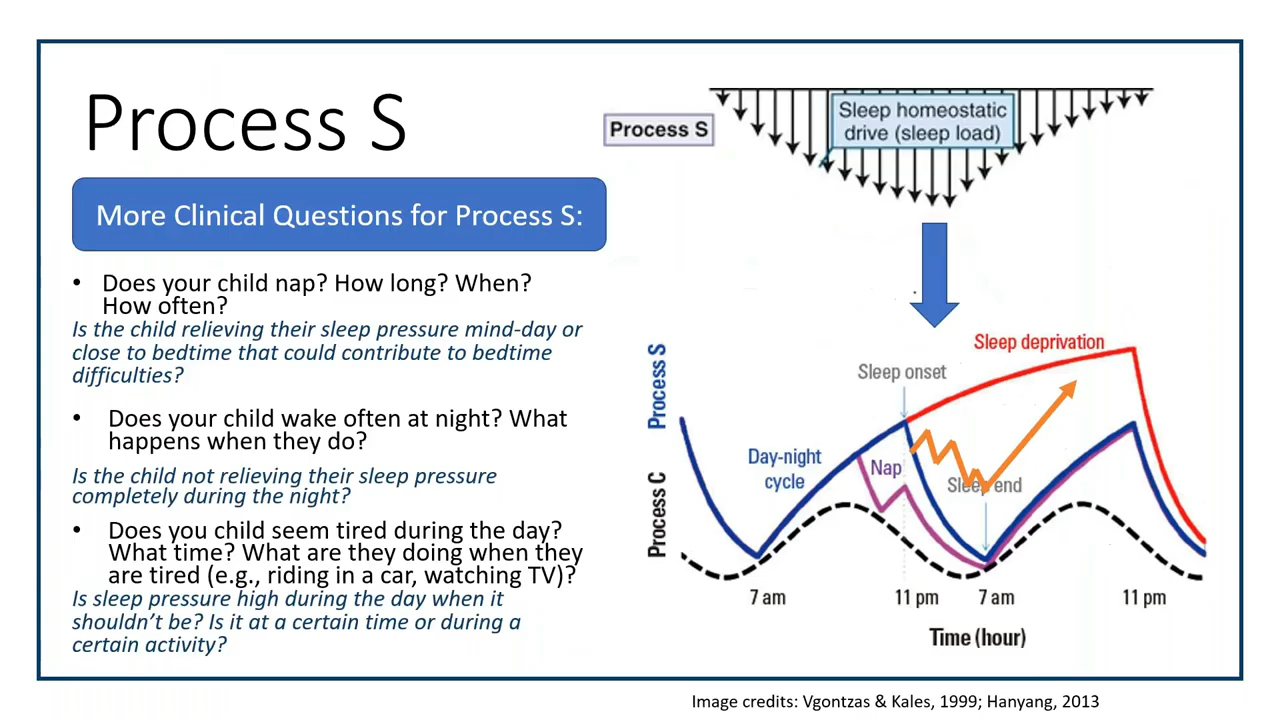 Process S
More Clinical Questions for Process S:
• Does your child nap? How long? When?
How often?
Is the child relieving their sleep pressure mind-day or
close to bedtime that could contribute to bedtime
difficulties?
• Does your child wake often at night? What
happens when they do?
Is the child not relieving their sleep pressure
completely during the night?
• Does you child seem tired during the day?
What time? What are they doing when they
are tired (e.g., riding in a car, watching TV)?
Is sleep pressure high during the day when it
shouldn't be? Is it at a certain time or during a
certain activity?
Process S
Sleep homeostatic
drive (sleep load)
Sleep deprivation
Sleep onset
Process S
Day-night
cycle
Nap
Sleep end
Process C
7 am
11 pm
7 am
11 pm
Time (hour)
Image credits: Vgontzas & Kales, 1999; Hanyang, 2013